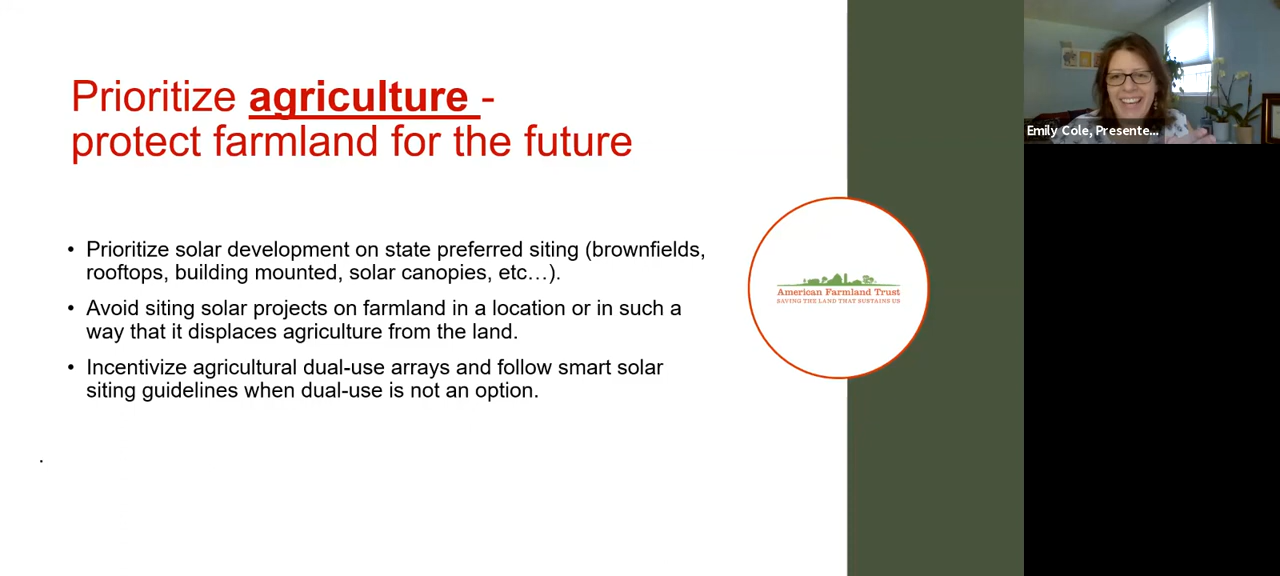 Prioritize agriculture -
protect farmland for the future
• Prioritize solar development on state preferred siting (brownfields,
rooftops, building mounted, solar canopies, etc…).
• Avoid siting solar projects on farmland in a location or in such a
way that it displaces agriculture from the land.
• Incentivize agricultural dual-use arrays and follow smart solar
siting guidelines when dual-use is not an option.
.
American Farmland Trust
SAVING THE LAND THAT SUSTAINS US
Emily Cole, Presente...